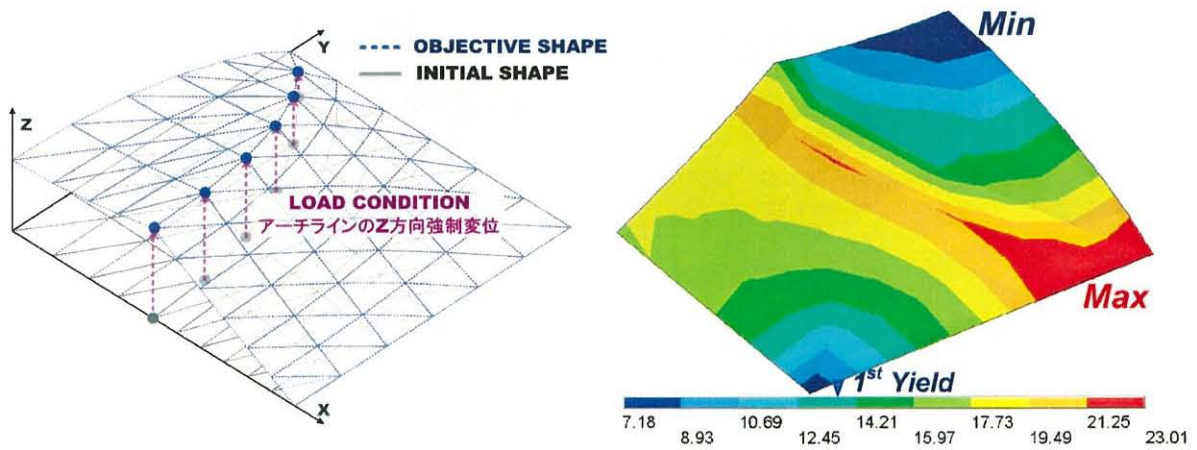 Y
OBJECTIVE SHAPE
INITIAL SHAPE
Z
LOAD CONDITION
アーチラインのZ方向強制変位
X
Min
Max
1st Yield
7.18 10.69 14.21 17.73 21.25
8.93 12.45 15.97 19.49 23.01